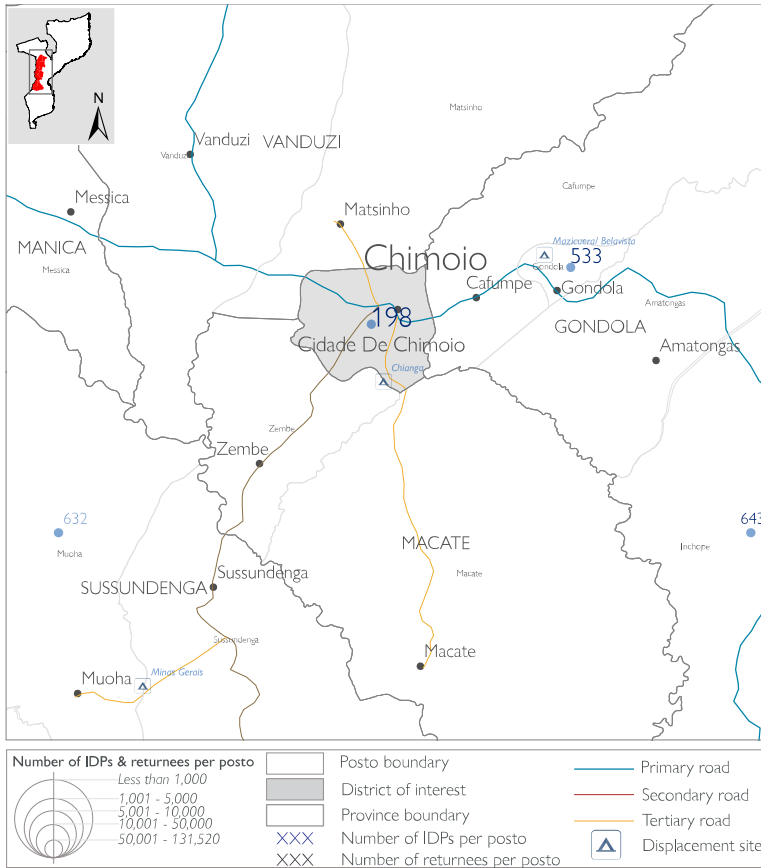 N
Matsinho
Vanduzi
VANDUZI
Vanduzi
Cafumpe
Messica
Matsinho
MANICA
Messica
Chimoio
Mazicuera/ Belavista
533
Gondola
Cafumpe
Gondola
Amatongas
198
GONDOLA
Cidade De Chimoio
Amatongas
Chianga
Zembe
Zembe
632
643
Muoha
MACATE
Inchope
Sussundenga
Macate
SUSSUNDENGA
Sussundenga
Macate
Minas Gerais
Muoha
Number of IDPs & returnees per posto
Less than 1,000
1,001 - 5,000
5,001 - 10,000
10,001 - 50,000
50,001 - 131,520
Posto boundary
District of interest
Province boundary
XXX Number of IDPs per posto
XXX Number of returnees per posto
Primary road
Secondary road
Tertiary road
Displacement site